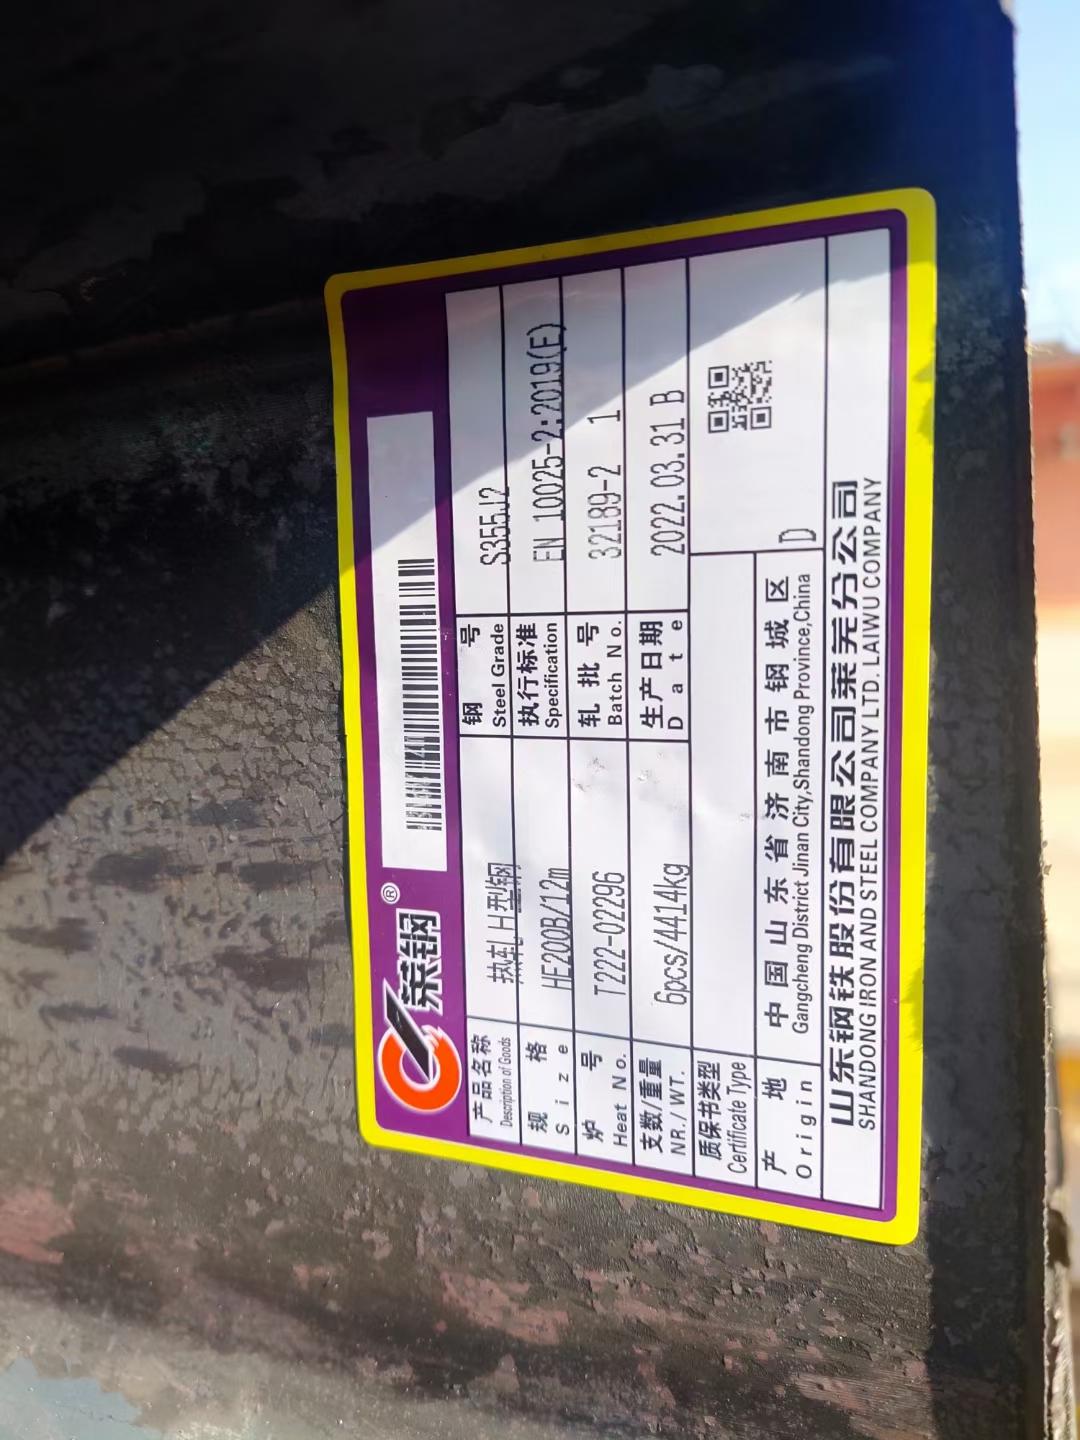 莱钢®
产品名称 热轧H型钢 钢号 S355J2
Description of Goods Steel Grade
规格 HE200B/12m 执行标准 EN 10025-2:2019(E)
Size Specification
炉号 T222-02296 轧批号 32189-2 1
Heat No. Batch No.
支数/重量 6pcs/4414kg 生产日期 2022.03.31 B
NR./WT. Date
质保书类型
Certificate Type
产地 中国山东省济南市钢城区 D
Origin Gangcheng District Jinan City,Shandong Province,China
山东钢铁股份有限公司莱芜分公司
SHANDONG IRON AND STEEL COMPANY LTD. LAIWU COMPANY